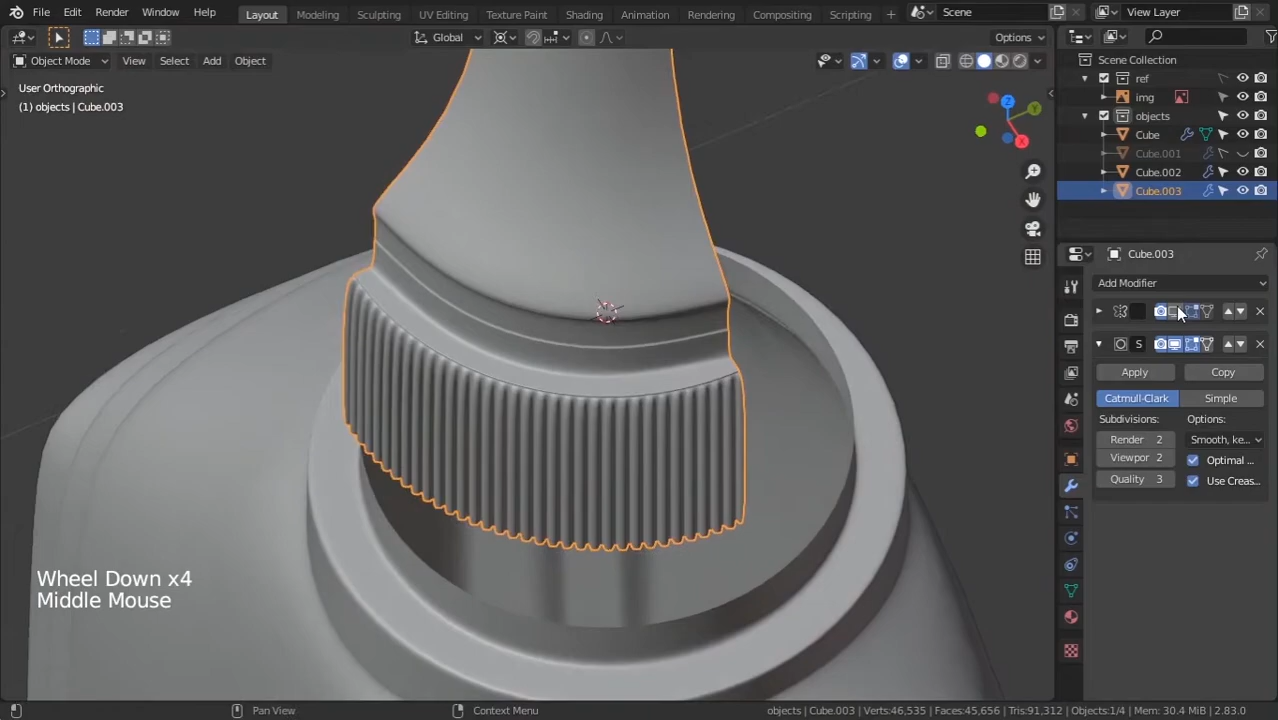 File Edit Render Window Help Layout Modeling Sculpting UV Editing Texture Paint Shading Animation Rendering Compositing Scripting Scene View Layer
Global Options
Object Mode View Select Add Object
Scene Collection
ref
img
objects
Cube
Cube.001
Cube.002
Cube.003
User Orthographic
(1) objects | Cube.003
Z
Y
X
Cube.003
Add Modifier
S
Apply Copy
Catmull-Clark Simple
Subdivisions: Options:
Render 2 Smooth, ke...
Viewpor 2 Optimal ...
Quality 3 Use Creas...
Wheel Down x4
Middle Mouse
Pan View Context Menu objects | Cube.003 | Verts:46,535 | Faces:45,656 | Tris:91,312 | Objects:1/4 | Mem: 30.4 MiB | 2.83.0